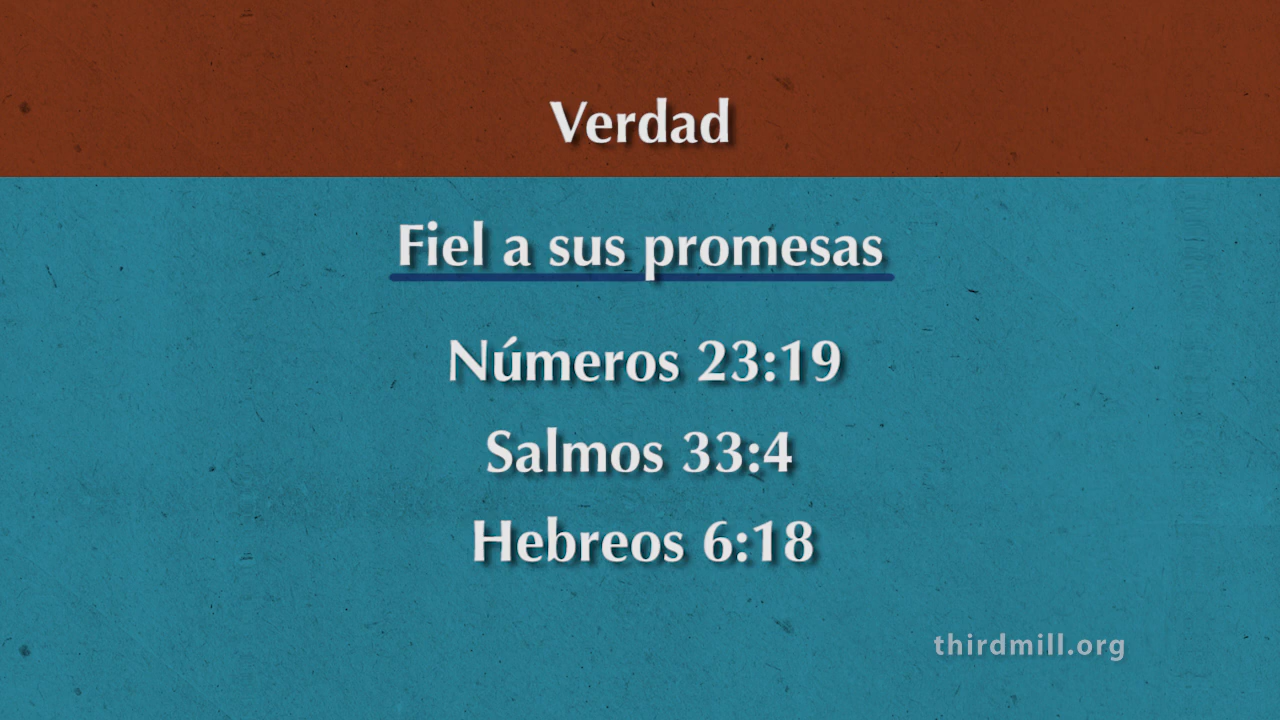 Verdad
Fiel a sus promesas
Números 23:19
Salmos 33:4
Hebreos 6:18
thirdmill.org